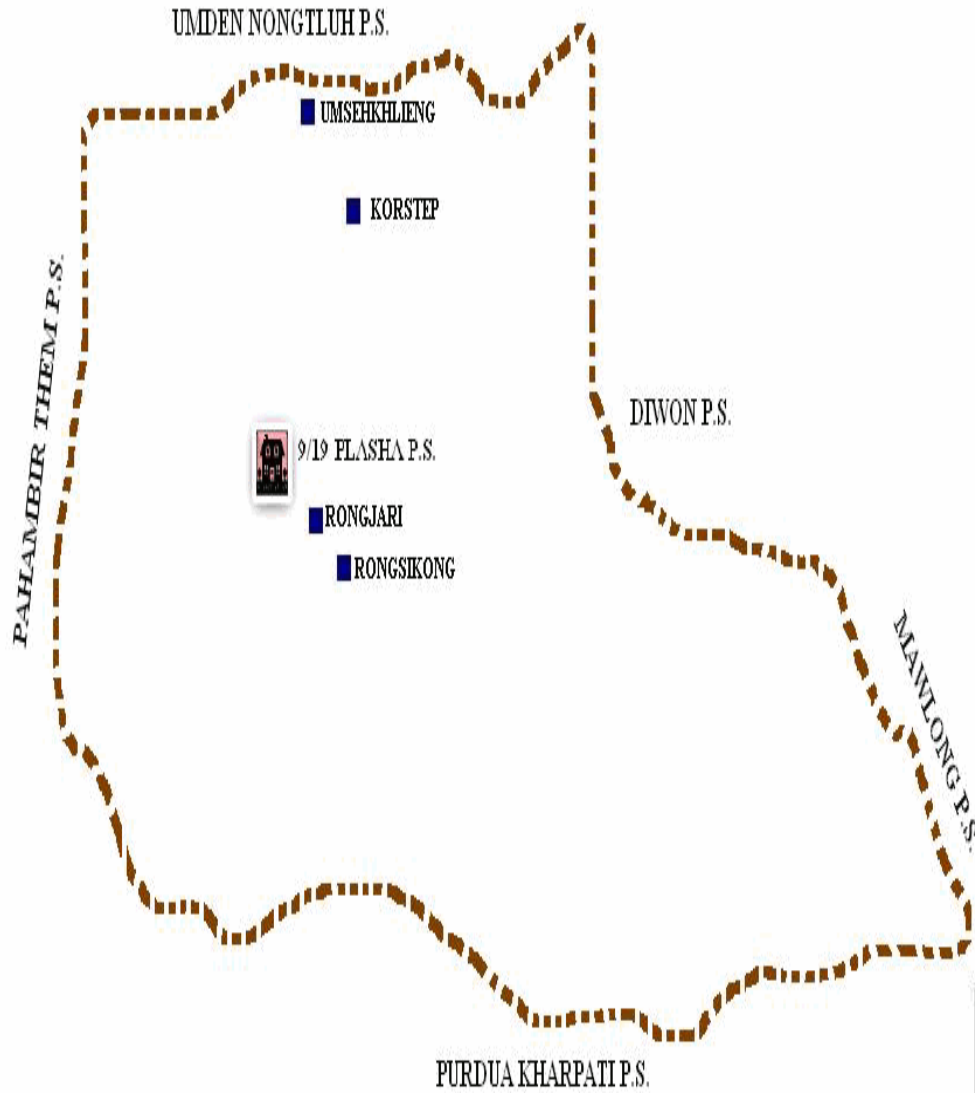 UMDEN NONGTLUH P.S.
UMSEHKHLIENG
KORSTEP
PAHAMBIR THEM P.S.
DIWON P.S.
9/19 PLASHA P.S.
RONGJARI
RONGSIKONG
MAWLONG P.S.
PURDUA KHARPATI P.S.